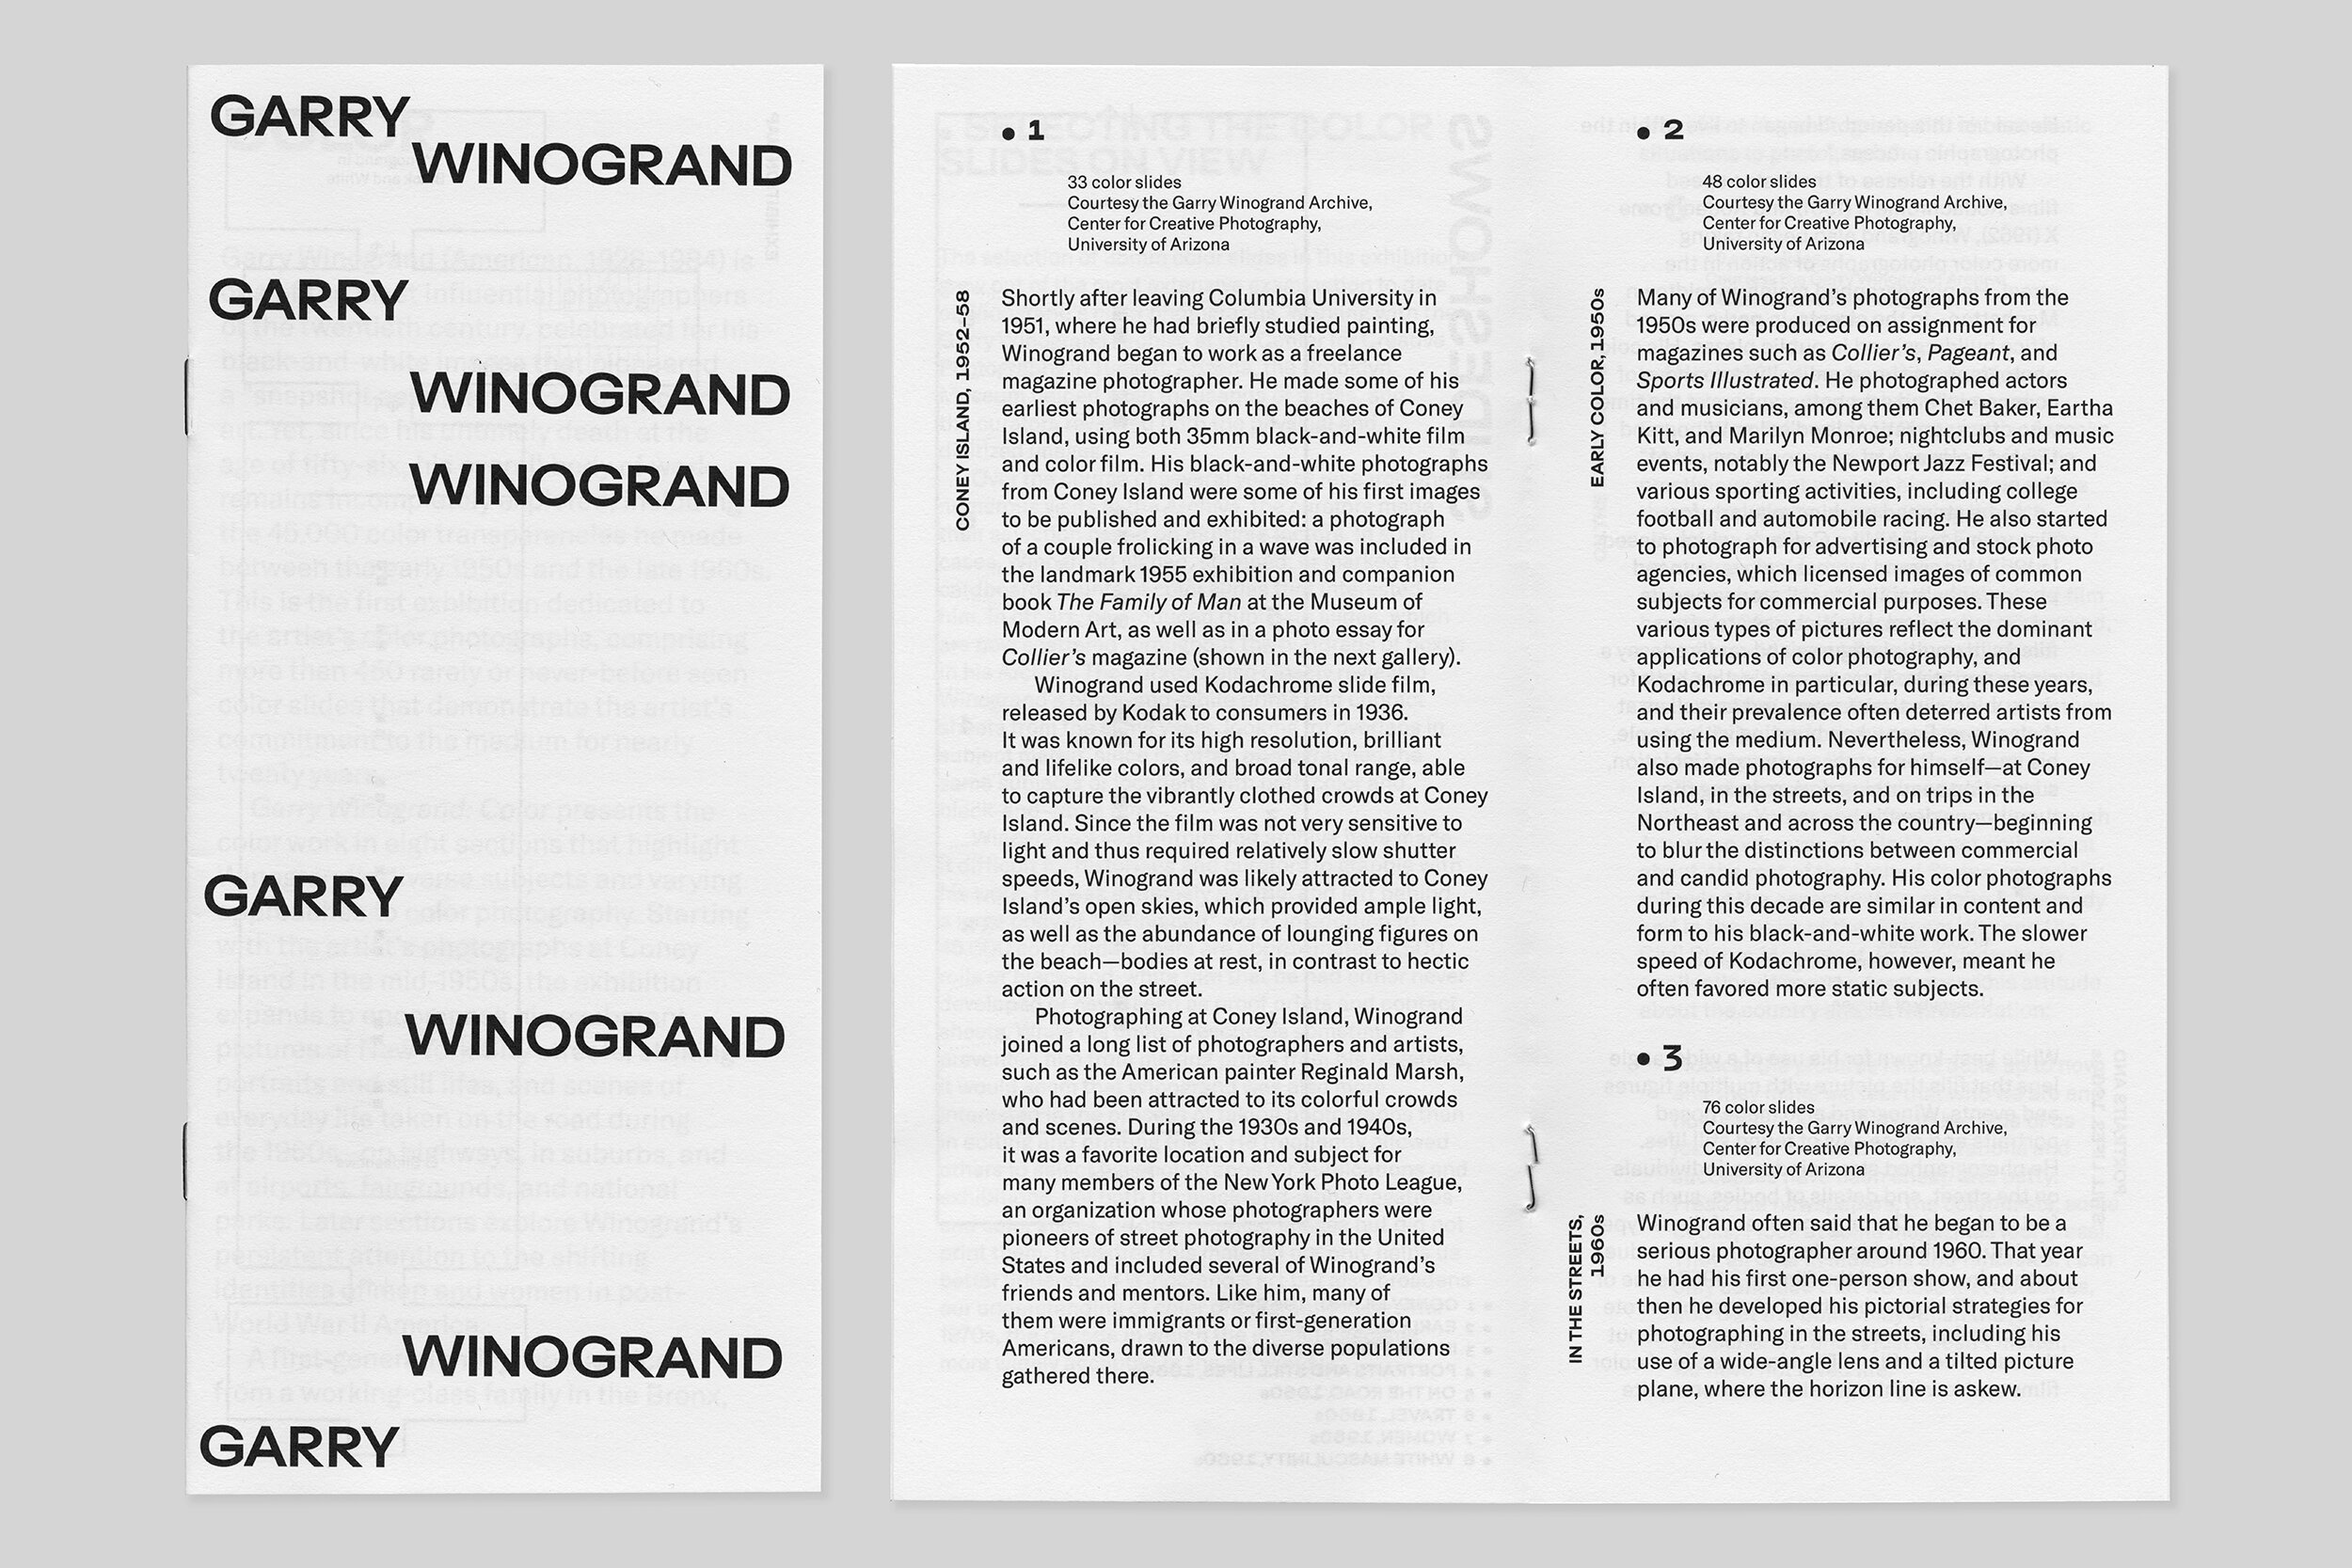 GARRY
WINOGRAND
GARRY
WINOGRAND
WINOGRAND
GARRY
WINOGRAND
WINOGRAND
GARRY
• 1
33 color slides
Courtesy the Garry Winogrand Archive,
Center for Creative Photography,
University of Arizona
CONEY ISLAND, 1952–58
Shortly after leaving Columbia University in
1951, where he had briefly studied painting,
Winogrand began to work as a freelance
magazine photographer. He made some of his
earliest photographs on the beaches of Coney
Island, using both 35mm black-and-white film
and color film. His black-and-white photographs
from Coney Island were some of his first images
to be published and exhibited: a photograph
of a couple frolicking in a wave was included in
the landmark 1955 exhibition and companion
book The Family of Man at the Museum of
Modern Art, as well as in a photo essay for
Collier’s magazine (shown in the next gallery).
Winogrand used Kodachrome slide film,
released by Kodak to consumers in 1936.
It was known for its high resolution, brilliant
and lifelike colors, and broad tonal range, able
to capture the vibrantly clothed crowds at Coney
Island. Since the film was not very sensitive to
light and thus required relatively slow shutter
speeds, Winogrand was likely attracted to Coney
Island’s open skies, which provided ample light,
as well as the abundance of lounging figures on
the beach—bodies at rest, in contrast to hectic
action on the street.
Photographing at Coney Island, Winogrand
joined a long list of photographers and artists,
such as the American painter Reginald Marsh,
who had been attracted to its colorful crowds
and scenes. During the 1930s and 1940s,
it was a favorite location and subject for
many members of the New York Photo League,
an organization whose photographers were
pioneers of street photography in the United
States and included several of Winogrand’s
friends and mentors. Like him, many of
them were immigrants or first-generation
Americans, drawn to the diverse populations
gathered there.
• 2
48 color slides
Courtesy the Garry Winogrand Archive,
Center for Creative Photography,
University of Arizona
EARLY COLOR, 1950s
Many of Winogrand’s photographs from the
1950s were produced on assignment for
magazines such as Collier’s, Pageant, and
Sports Illustrated. He photographed actors
and musicians, among them Chet Baker, Eartha
Kitt, and Marilyn Monroe; nightclubs and music
events, notably the Newport Jazz Festival; and
various sporting activities, including college
football and automobile racing. He also started
to photograph for advertising and stock photo
agencies, which licensed images of common
subjects for commercial purposes. These
various types of pictures reflect the dominant
applications of color photography, and
Kodachrome in particular, during these years,
and their prevalence often deterred artists from
using the medium. Nevertheless, Winogrand
also made photographs for himself—at Coney
Island, in the streets, and on trips in the
Northeast and across the country—beginning
to blur the distinctions between commercial
and candid photography. His color photographs
during this decade are similar in content and
form to his black-and-white work. The slower
speed of Kodachrome, however, meant he
often favored more static subjects.
• 3
76 color slides
Courtesy the Garry Winogrand Archive,
Center for Creative Photography,
University of Arizona
IN THE STREETS,
1960s
Winogrand often said that he began to be a
serious photographer around 1960. That year
he had his first one-person show, and about
then he developed his pictorial strategies for
photographing in the streets, including his
use of a wide-angle lens and a tilted picture
plane, where the horizon line is askew.